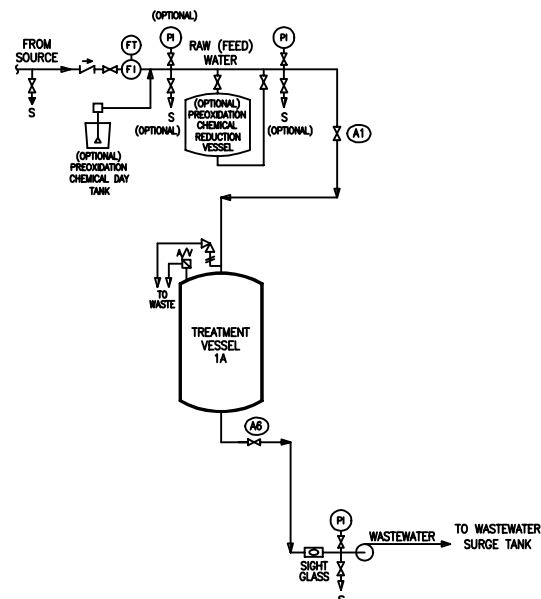 (OPTIONAL)
FROM
SOURCE
FT
FI
PI
RAW (FEED)
WATER
PI
S
S
(OPTIONAL)
(OPTIONAL)
PREOXIDATION
CHEMICAL
REDUCTION
VESSEL
S
(OPTIONAL)
A1
(OPTIONAL)
PREOXIDATION
CHEMICAL DAY
TANK
A/V
TO
WASTE
TREATMENT
VESSEL
1A
A6
PI
WASTEWATER
TO WASTEWATER
SURGE TANK
SIGHT
GLASS
S